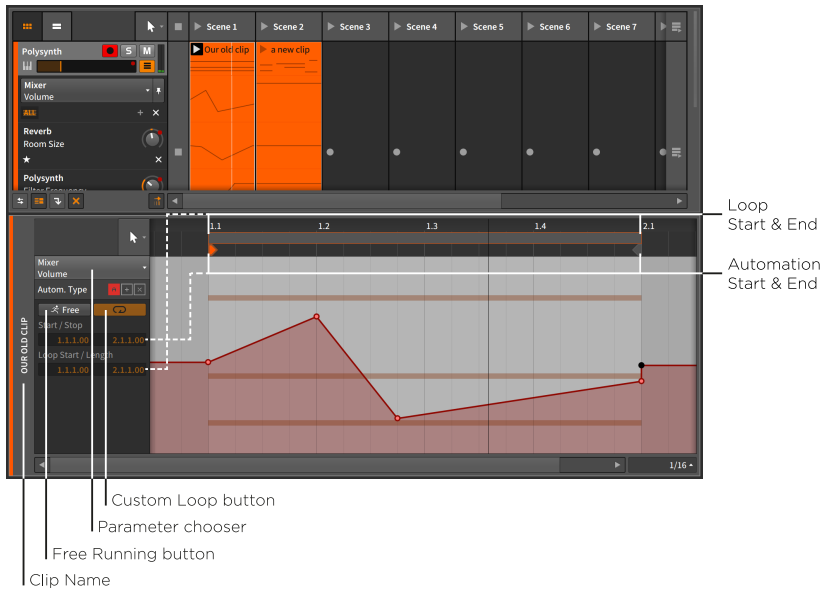 Scene 1
Scene 2
Scene 3
Scene 4
Scene 5
Scene 6
Scene 7
Polysynth
S
M
Our old clip
a new clip
Mixer
Volume
ALL
Reverb
Room Size
Polysynth
Filter Frequency
1.1
1.2
1.3
1.4
2.1
Loop
Start & End
Mixer
Volume
Automation
Start & End
Autom. Type
Free
Start / Stop
1.1.1.00
2.1.1.00
Loop Start / Length
1.1.1.00
2.1.1.00
OUR OLD CLIP
1/16
Custom Loop button
Parameter chooser
Free Running button
Clip Name